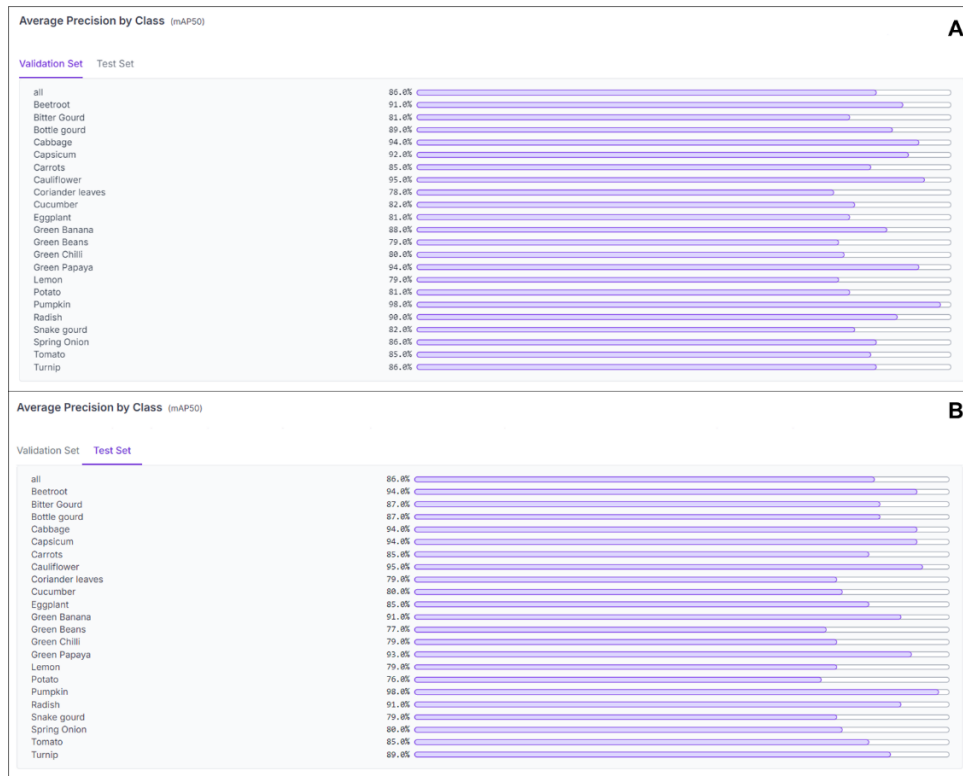 Average Precision by Class (mAP50)
A
Validation Set Test Set
all 86.0%
Beetroot 91.0%
Bitter Gourd 81.0%
Bottle gourd 89.0%
Cabbage 94.0%
Capsicum 92.0%
Carrots 85.0%
Cauliflower 95.0%
Coriander leaves 78.0%
Cucumber 82.0%
Eggplant 81.0%
Green Banana 88.0%
Green Beans 79.0%
Green Chilli 80.0%
Green Papaya 94.0%
Lemon 79.0%
Potato 81.0%
Pumpkin 98.0%
Radish 90.0%
Snake gourd 82.0%
Spring Onion 86.0%
Tomato 85.0%
Turnip 86.0%
Average Precision by Class (mAP50)
B
Validation Set Test Set
all 86.0%
Beetroot 94.0%
Bitter Gourd 87.0%
Bottle gourd 87.0%
Cabbage 94.0%
Capsicum 94.0%
Carrots 85.0%
Cauliflower 95.0%
Coriander leaves 79.0%
Cucumber 80.0%
Eggplant 85.0%
Green Banana 91.0%
Green Beans 77.0%
Green Chilli 79.0%
Green Papaya 93.0%
Lemon 79.0%
Potato 76.0%
Pumpkin 98.0%
Radish 91.0%
Snake gourd 79.0%
Spring Onion 80.0%
Tomato 85.0%
Turnip 89.0%